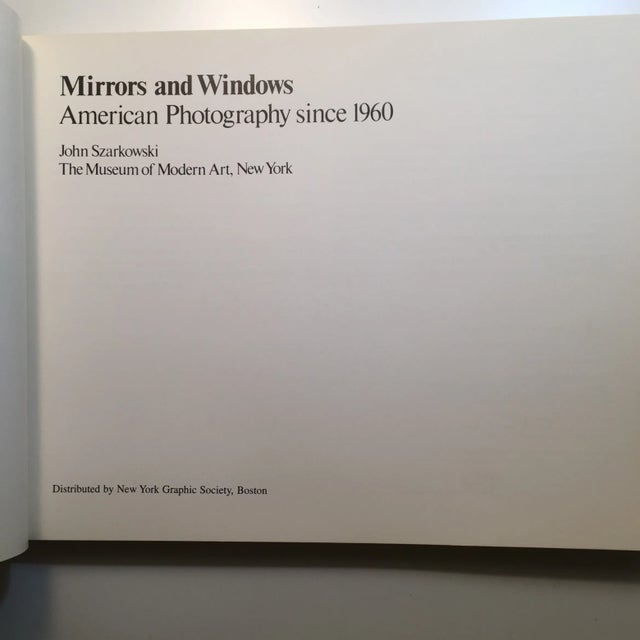 Mirrors and Windows
American Photography since 1960
John Szarkowski
The Museum of Modern Art, New York
Distributed by New York Graphic Society, Boston